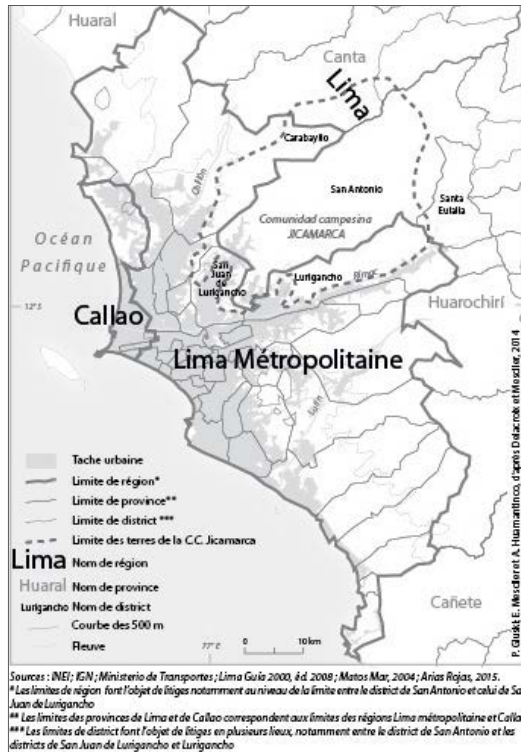 Huaral
Canta
Lima
Carabayllo
Chillón
San Antonio
Santa
Eulalia
Comunidad campesina
JICAMARCA
Océan
Pacifique
San
Juan
de
Lurigancho
Lurigancho
Rimac
Huarochirí
12° S
Callao
Lima Métropolitaine
Lurín
Tache urbaine
Limite de région*
Limite de province**
Limite de district ***
Limite des terres de la C.C. Jicamarca
Lima Nom de région
Huaral Nom de province
Lurigancho Nom de district
Courbe des 500 m
Fleuve
77° O
0 10 km
Cañete
P. Gluski; E. Mesclier et A. Huamantinco, d'après Delacroix et Mesclier, 2014
Sources : INEI ; IGN ; Ministerio de Transportes ; Lima Guía 2000, éd. 2008 ; Matos Mar, 2004 ; Arias Rojas, 2015.
* Les limites de région font l'objet de litiges notamment au niveau de la limite entre le district de San Antonio et celui de Sa
Juan de Lurigancho
** Les limites des provinces de Lima et de Callao correspondent aux limites des régions Lima métropolitaine et Calla
*** Les limites de district font l'objet de litiges en plusieurs lieux, notamment entre le district de San Antonio et les
districts de San Juan de Lurigancho et Lurigancho